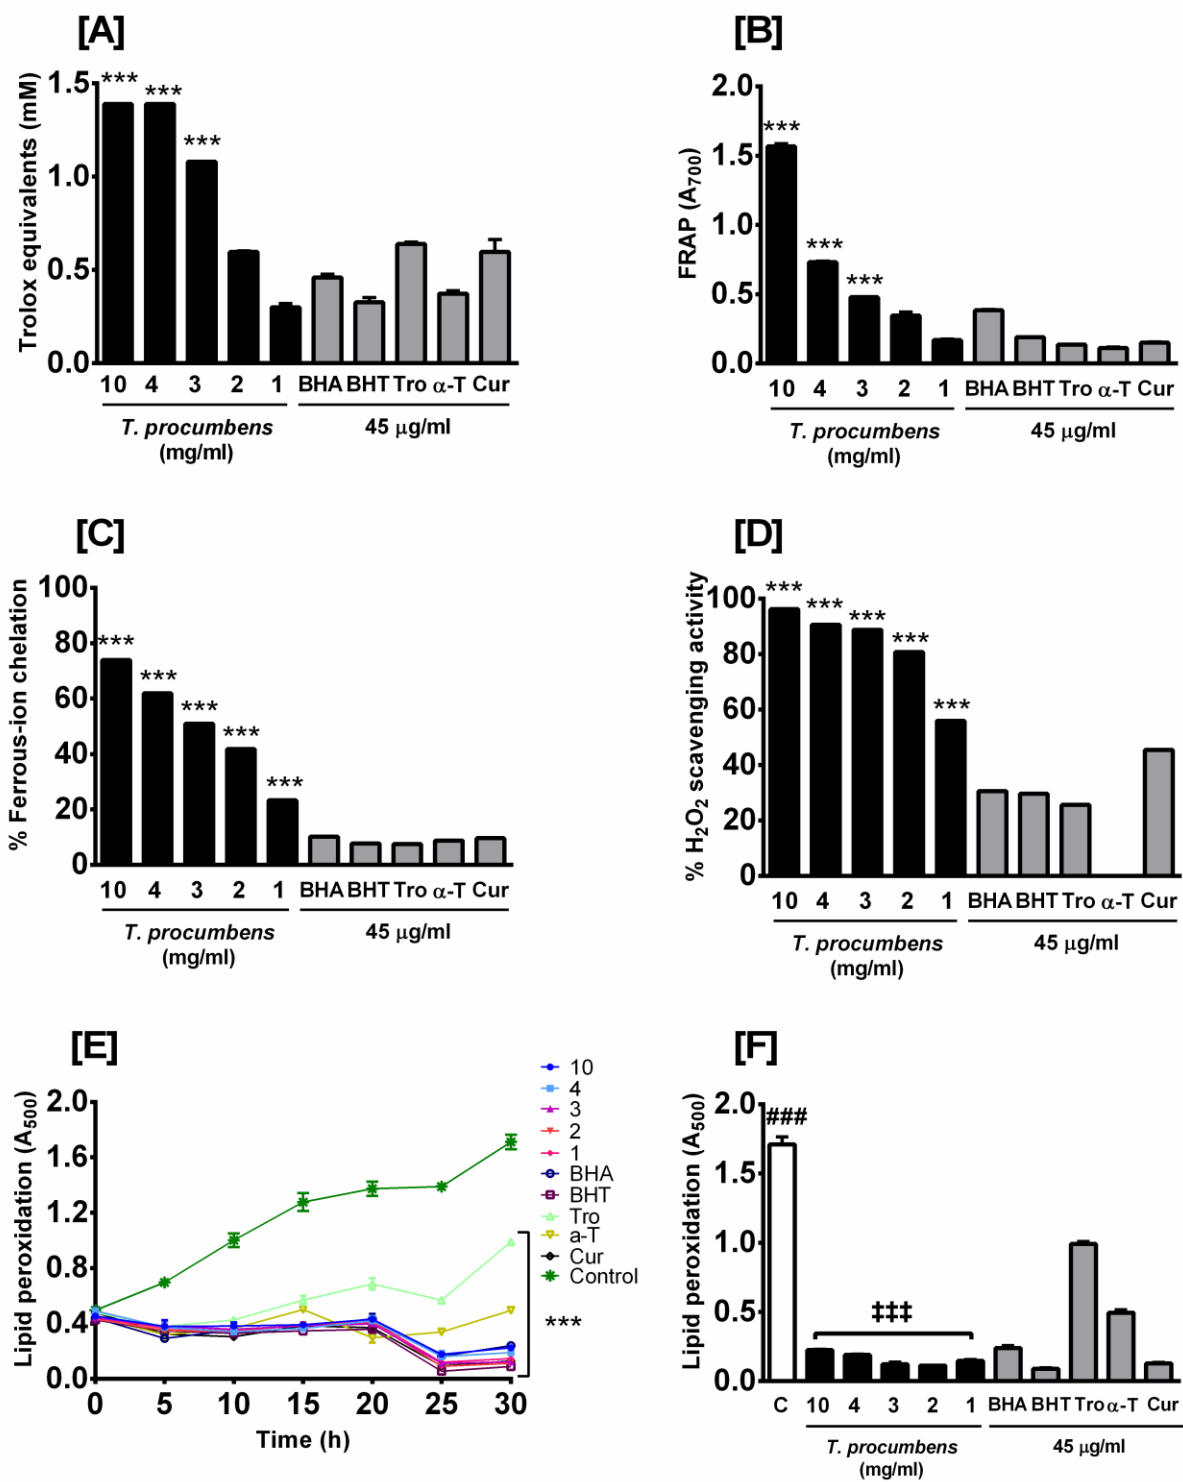 [A]
Trolox equivalents (mM)
1.5
1.0
0.5
0.0
*** *** ***
10 4 3 2 1 BHA BHT Tro α-T Cur
T. procumbens 45 µg/ml
(mg/ml)
[B]
FRAP (A700)
2.0
1.5
1.0
0.5
0.0
*** *** ***
10 4 3 2 1 BHA BHT Tro α-T Cur
T. procumbens 45 µg/ml
(mg/ml)
[C]
% Ferrous-ion chelation
100
80
60
40
20
0
*** *** *** *** ***
10 4 3 2 1 BHA BHT Tro α-T Cur
T. procumbens 45 µg/ml
(mg/ml)
[D]
% H2O2 scavenging activity
100
80
60
40
20
0
*** *** *** *** ***
10 4 3 2 1 BHA BHT Tro α-T Cur
T. procumbens 45 µg/ml
(mg/ml)
[E]
Lipid peroxidation (A500)
2.0
1.6
1.2
0.8
0.4
0.0
0 5 10 15 20 25 30
Time (h)
10
4
3
2
1
BHA
BHT
Tro
a-T
Cur
Control
***
[F]
Lipid peroxidation (A500)
2.0
1.5
1.0
0.5
0.0
###
‡‡‡
C 10 4 3 2 1 BHA BHT Tro α-T Cur
T. procumbens 45 µg/ml
(mg/ml)